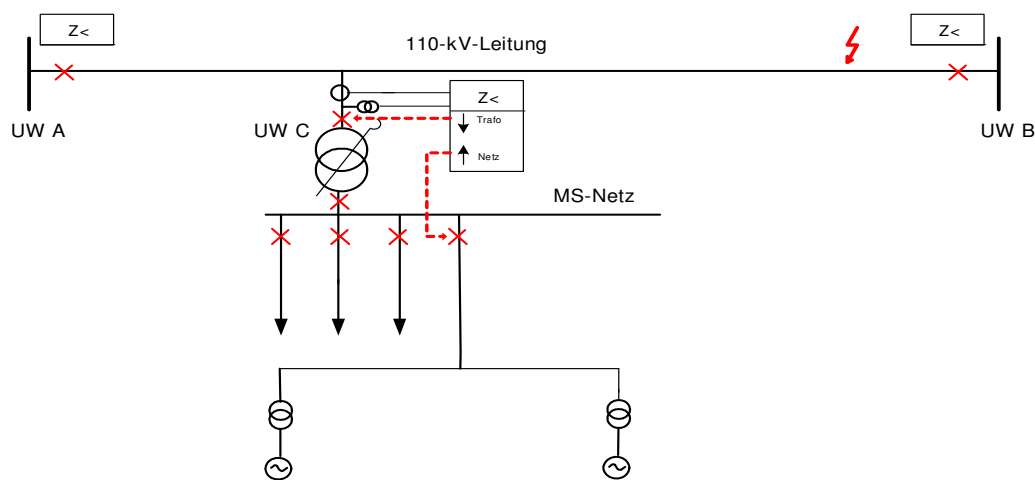 Z<
Z<
110-kV-Leitung
UW A
UW C
UW B
Z<
Trafo
Netz
MS-Netz